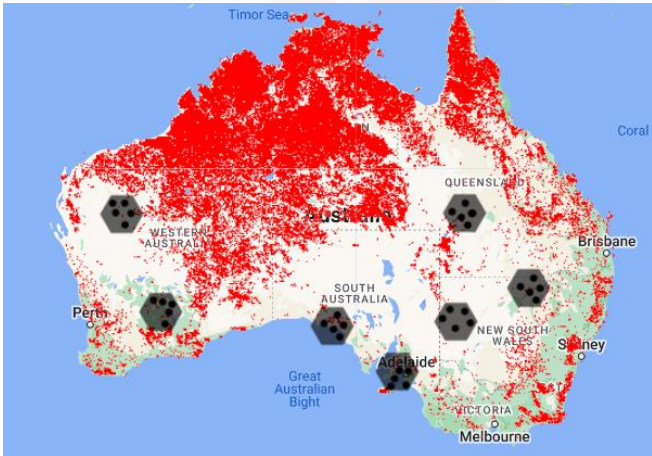 Timor Sea
Coral
QUEENSLAND
Australia
WESTERN
AUSTRALIA
Brisbane
SOUTH
AUSTRALIA
Perth
NEW SOUTH
WALES
Sydney
Adelaide
Great
Australian
Bight
VICTORIA
Melbourne